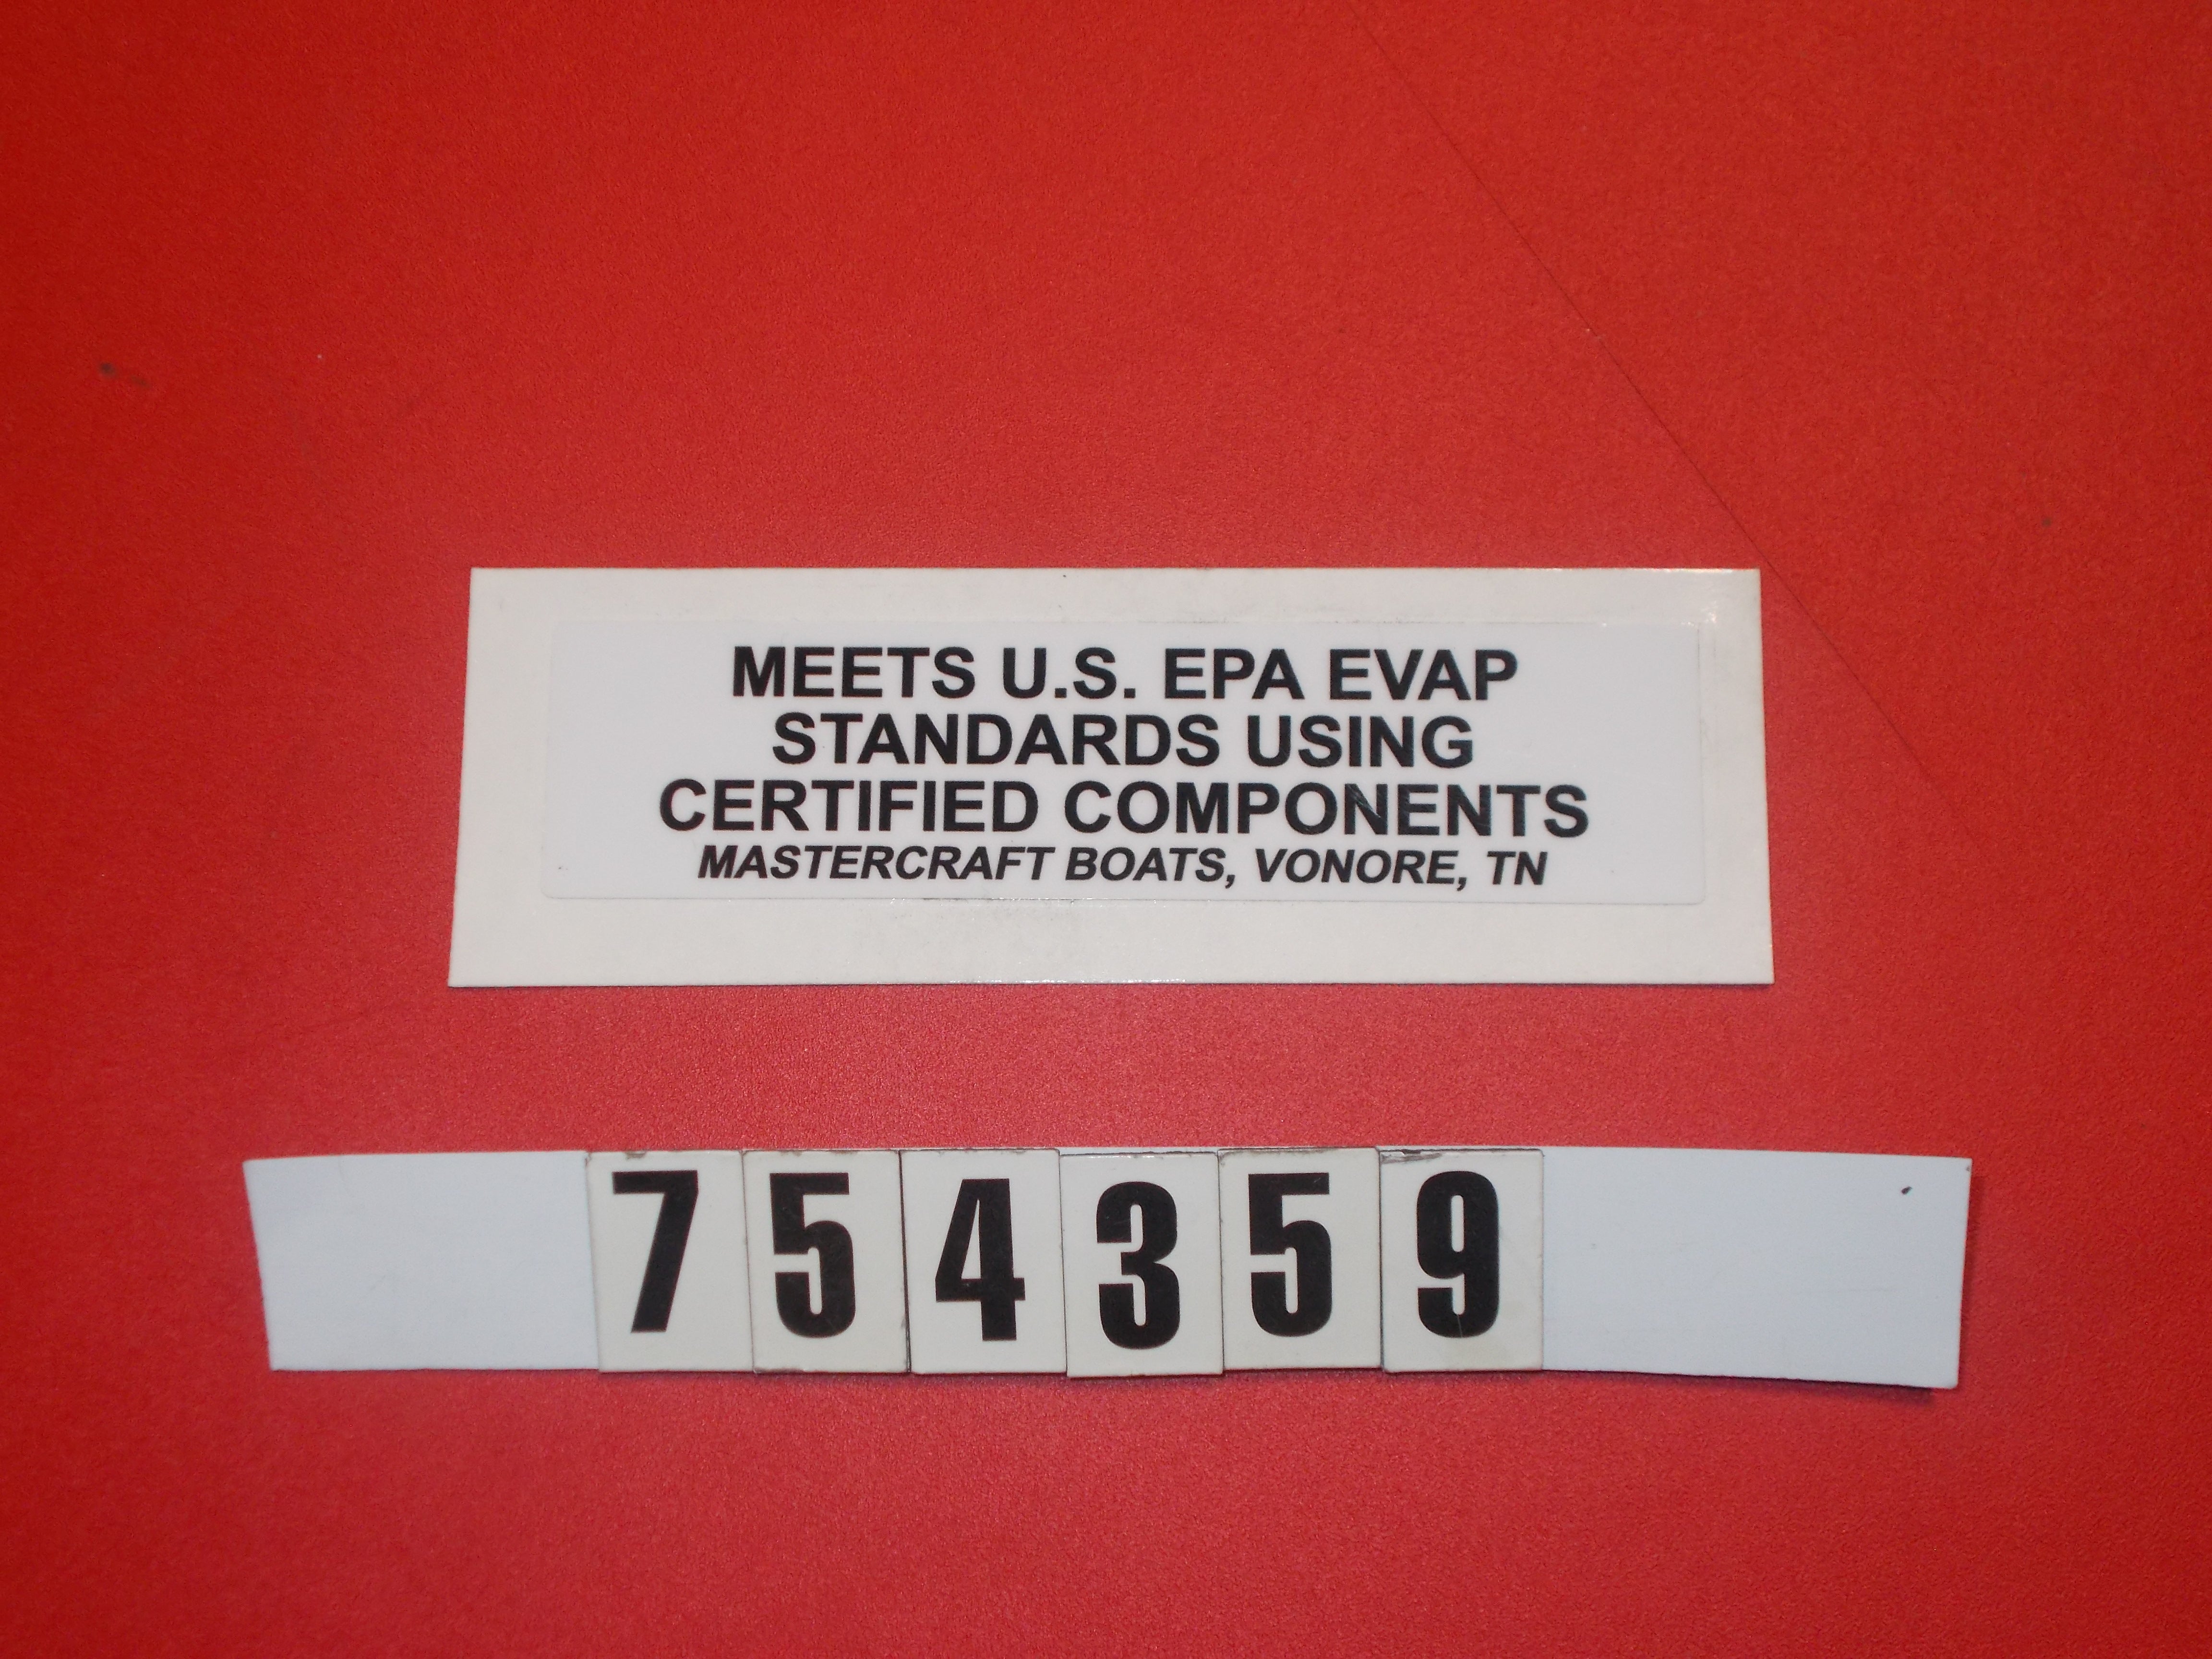 MEETS U.S. EPA EVAP
STANDARDS USING
CERTIFIED COMPONENTS
MASTERCRAFT BOATS, VONORE, TN
754359